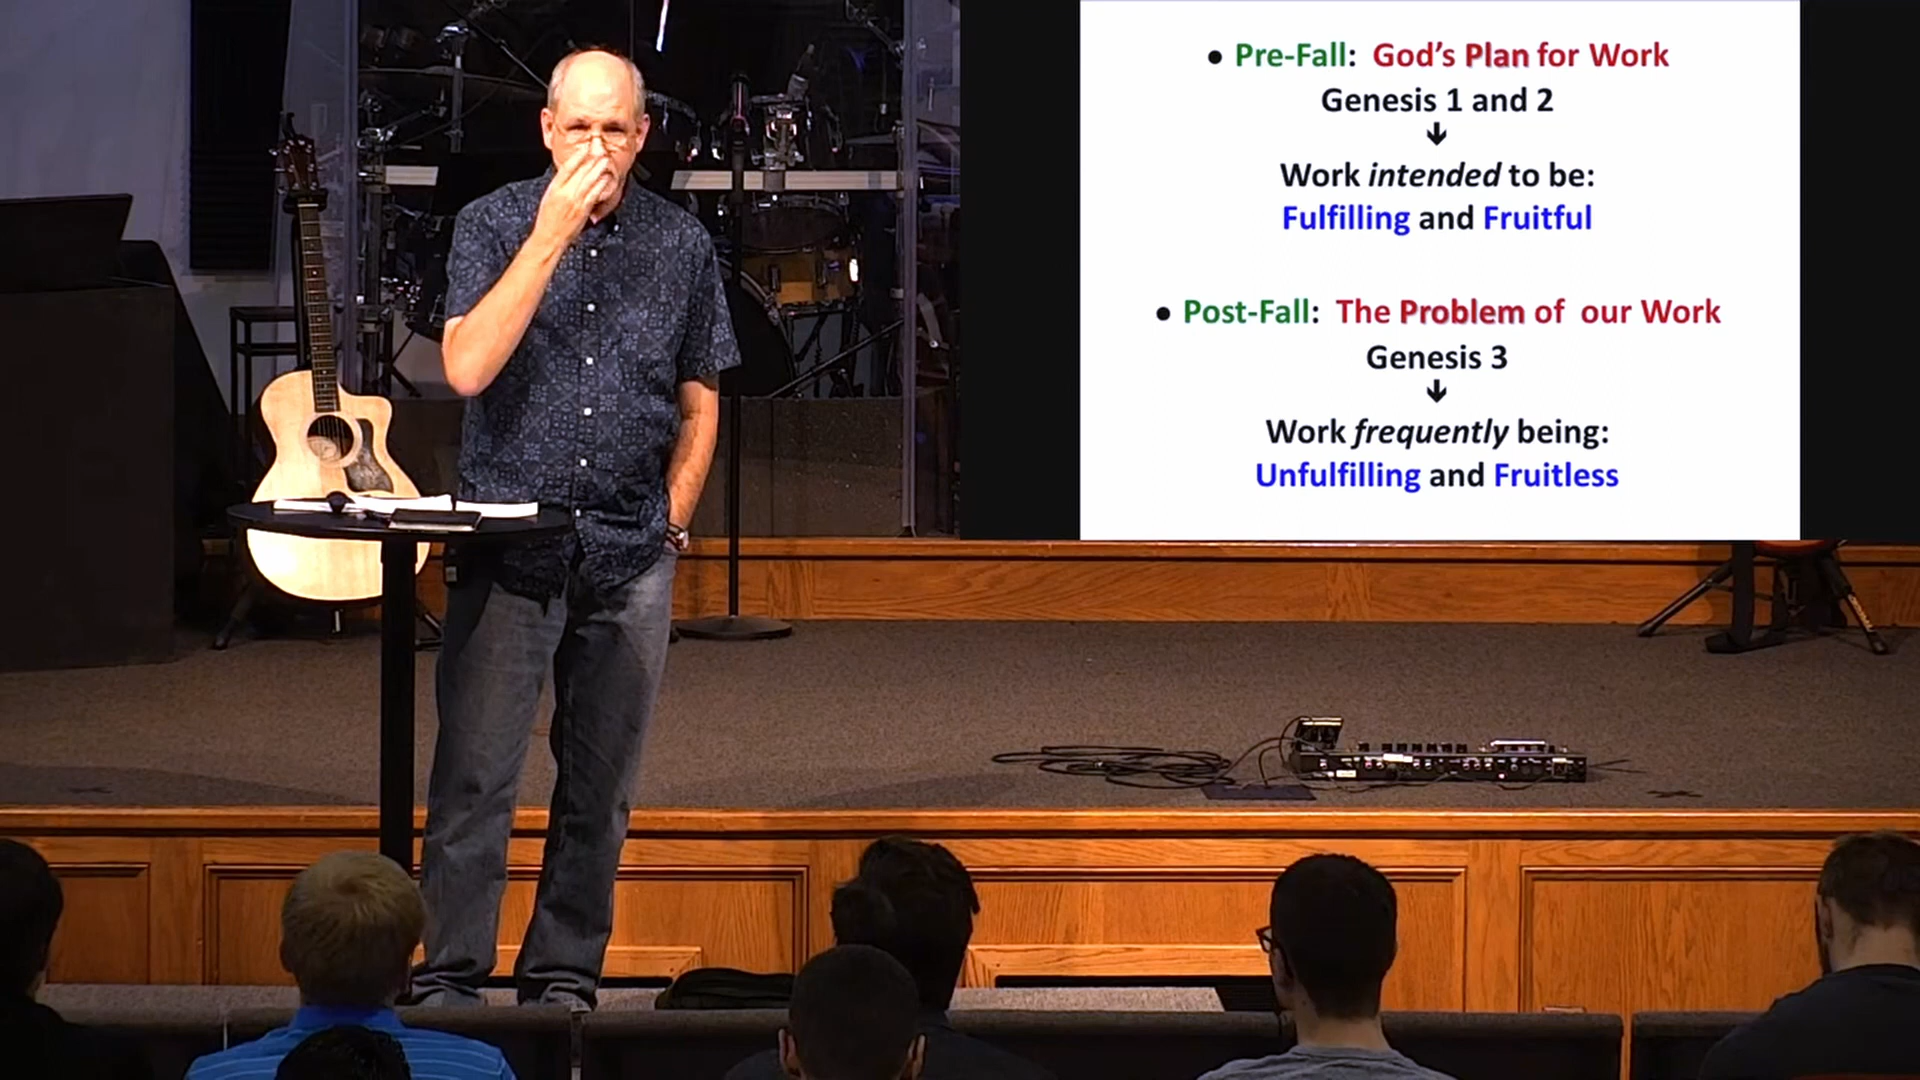 • Pre-Fall: God's Plan for Work
Genesis 1 and 2
↓
Work intended to be:
Fulfilling and Fruitful
• Post-Fall: The Problem of our Work
Genesis 3
↓
Work frequently being:
Unfulfilling and Fruitless